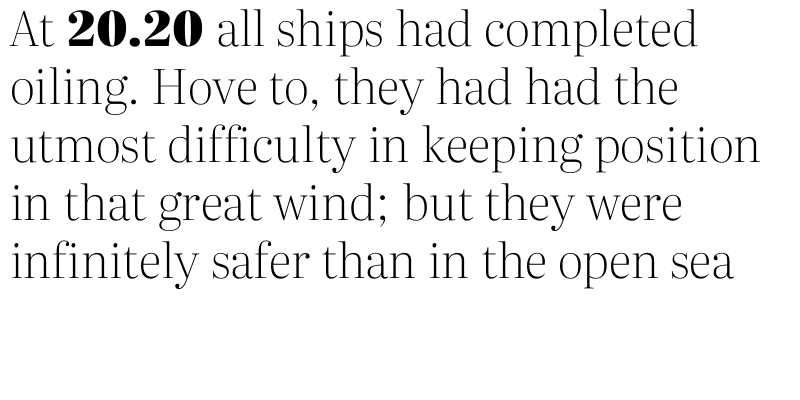 At 20.20 all ships had completed
oiling. Hove to, they had had the
utmost difficulty in keeping position
in that great wind; but they were
infinitely safer than in the open sea